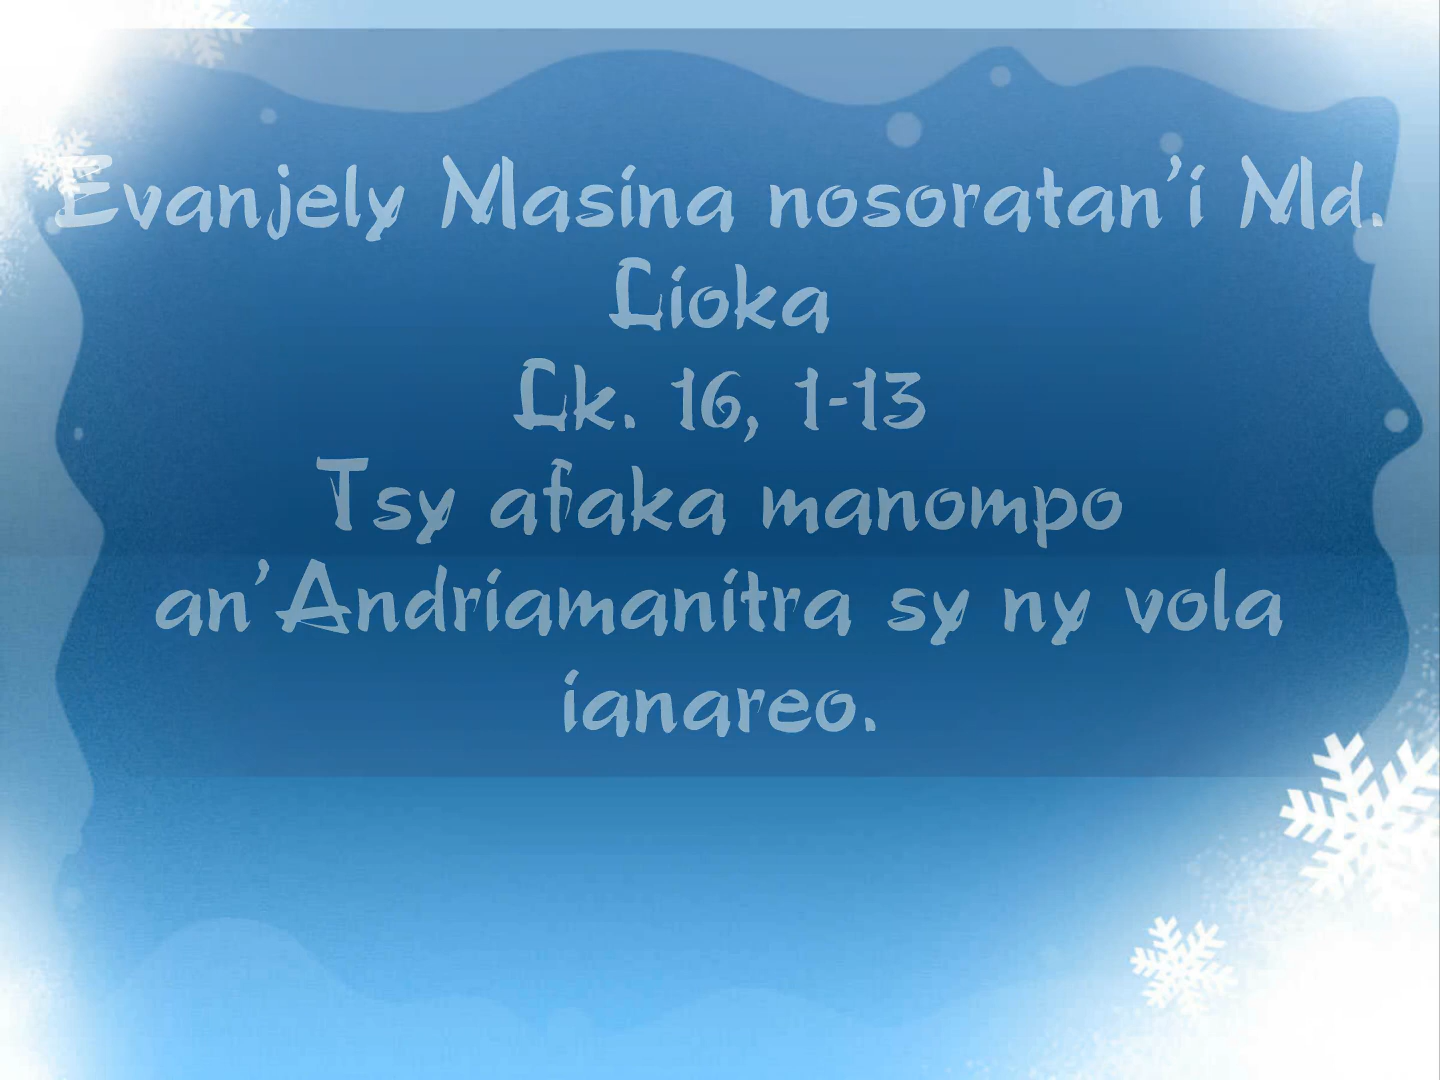 Evanjely Masina nosoratan’i Md.
Lioka
Lk. 16, 1-13
Tsy afaka manompo
an’Andriamanitra sy ny vola
ianareo.